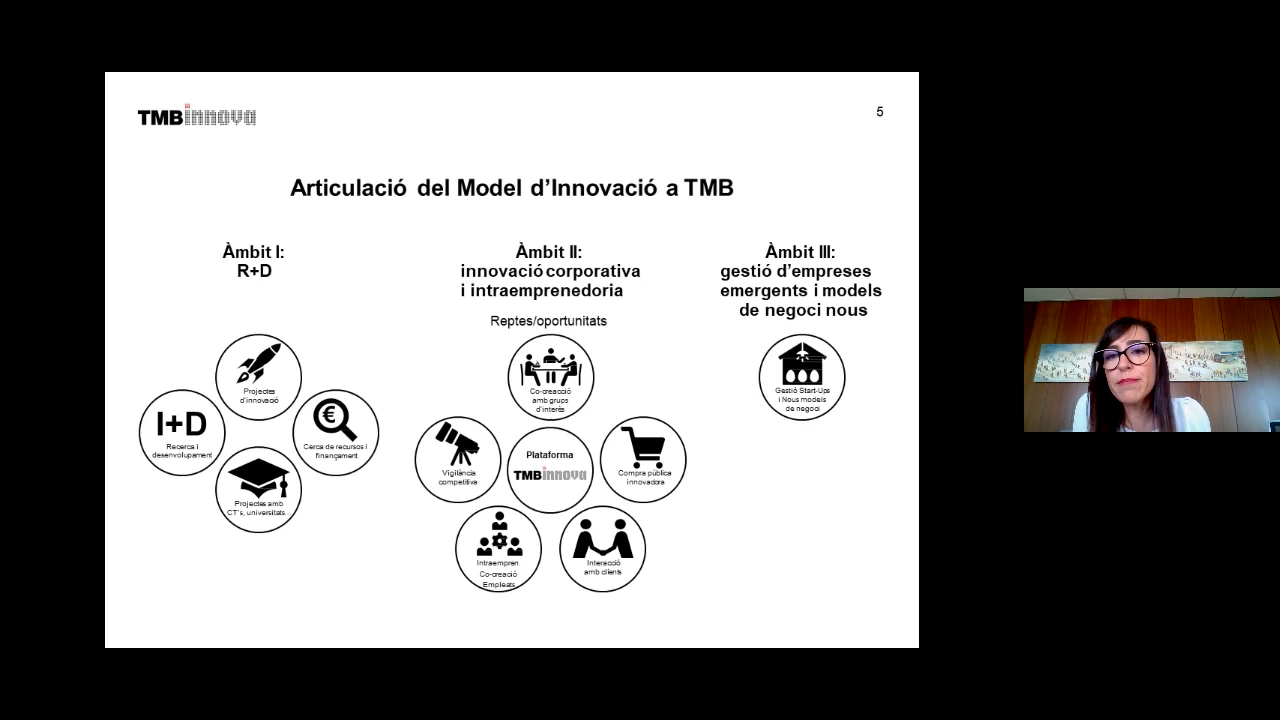 TMBinnova
5
Articulació del Model d'Innovació a TMB
Àmbit I:
R+D
Àmbit II:
innovació corporativa
i intraemprenedoria
Àmbit III:
gestió d'empreses
emergents i models
de negoci nous
Reptes/oportunitats
Projectes
d'innovació
I+D
Recerca i
desenvolupament
Cerca de recursos i
finançament
Projectes amb
CT's, universitats...
Co-creacció
amb grups
d'interès
Vigilància
competitiva
Plataforma
TMBinnova
Compra pública
innovadora
Intraempren.
Co-creació
Empleats
Interacció
amb clients
Gestió Start-Ups
i Nous models
de negoci